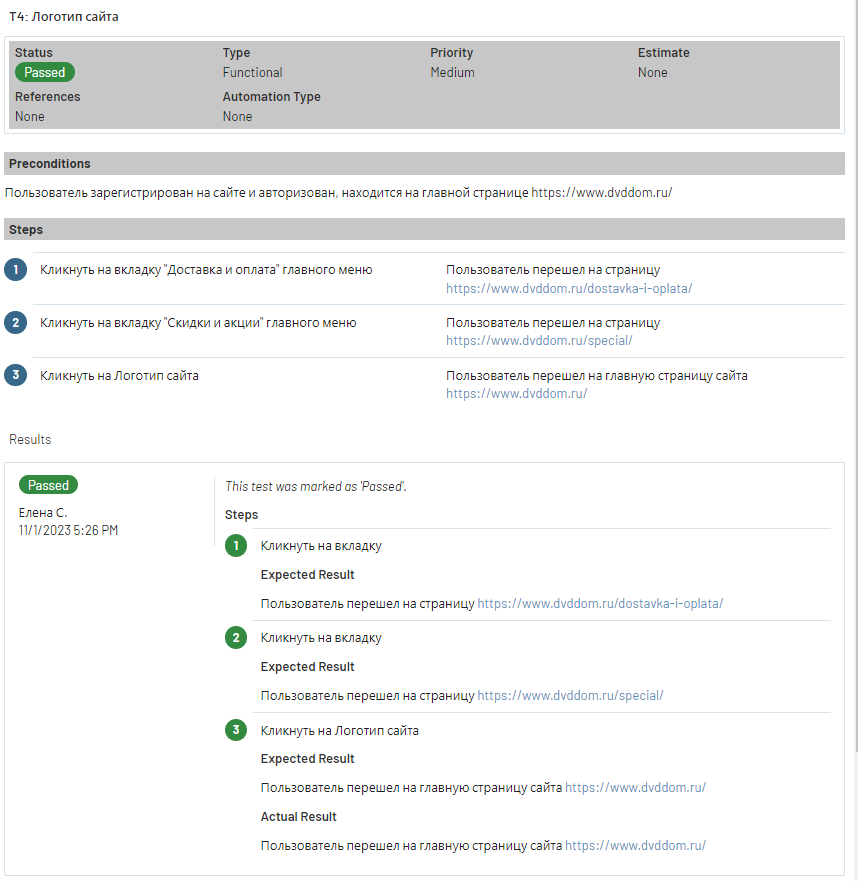 T4: Логотип сайта
Status Type Priority Estimate
Passed Functional Medium None
References Automation Type
None None
Preconditions
Пользователь зарегистрирован на сайте и авторизован, находится на главной странице https://www.dvddom.ru/
Steps
1 Кликнуть на вкладку "Доставка и оплата" главного меню Пользователь перешел на страницу
https://www.dvddom.ru/dostavka-i-oplata/
2 Кликнуть на вкладку "Скидки и акции" главного меню Пользователь перешел на страницу
https://www.dvddom.ru/special/
3 Кликнуть на Логотип сайта Пользователь перешел на главную страницу сайта
https://www.dvddom.ru/
Results
Passed
Елена С.
11/1/2023 5:26 PM
This test was marked as 'Passed'.
Steps
1 Кликнуть на вкладку
Expected Result
Пользователь перешел на страницу https://www.dvddom.ru/dostavka-i-oplata/
2 Кликнуть на вкладку
Expected Result
Пользователь перешел на страницу https://www.dvddom.ru/special/
3 Кликнуть на Логотип сайта
Expected Result
Пользователь перешел на главную страницу сайта https://www.dvddom.ru/
Actual Result
Пользователь перешел на главную страницу сайта https://www.dvddom.ru/